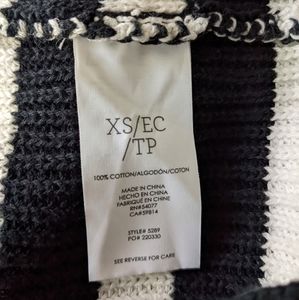 XS/EC
/TP
100% COTTON/ALGODÓN/COTON
MADE IN CHINA
HECHO EN CHINA
FABRIQUÉ EN CHINE
RN#54077
CA#59814
STYLE# 5289
PO# 220330
SEE REVERSE FOR CARE